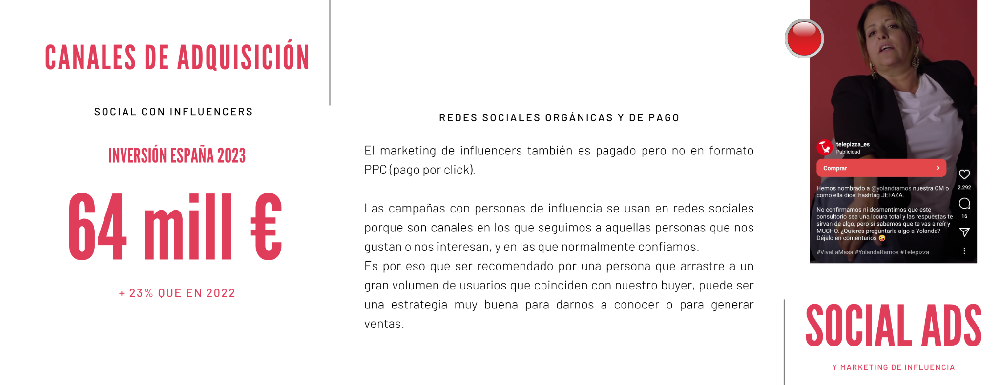 CANALES DE ADQUISICIÓN
SOCIAL CON INFLUENCERS
INVERSIÓN ESPAÑA 2023
64 mill €
+ 23% QUE EN 2022
REDES SOCIALES ORGÁNICAS Y DE PAGO
El marketing de influencers también es pagado pero no en formato
PPC (pago por click).
Las campañas con personas de influencia se usan en redes sociales
porque son canales en los que seguimos a aquellas personas que nos
gustan o nos interesan, y en las que normalmente confiamos.
Es por eso que ser recomendado por una persona que arrastre a un
gran volumen de usuarios que coinciden con nuestro buyer, puede ser
una estrategia muy buena para darnos a conocer o para generar
ventas.
telepizza_es
Publicidad
Comprar
Hemos nombrado a @yolandramos nuestra CM o
como ella dice: hashtag JEFAZA.
No confirmamos ni desmentimos que este
consultorio sea una locura total y las respuestas te
sirvan de algo, pero sí sabemos que te vas a reír y
MUCHO. ¿Quieres preguntarle algo a Yolanda?
Déjalo en comentarios 🤪
#VivaLaMasa #YolandaRamos #Telepizza
2.292
16
SOCIAL ADS
Y MARKETING DE INFLUENCIA